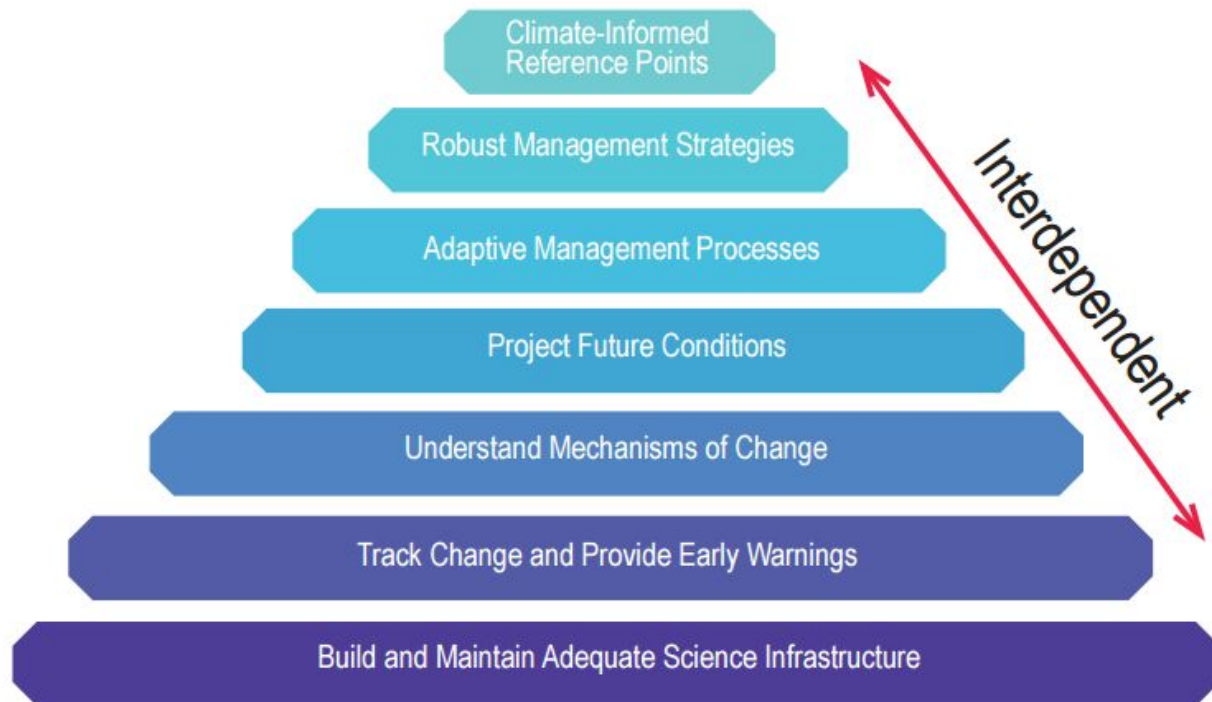 Climate-Informed
Reference Points
Robust Management Strategies
Adaptive Management Processes
Project Future Conditions
Understand Mechanisms of Change
Track Change and Provide Early Warnings
Build and Maintain Adequate Science Infrastructure
Interdependent